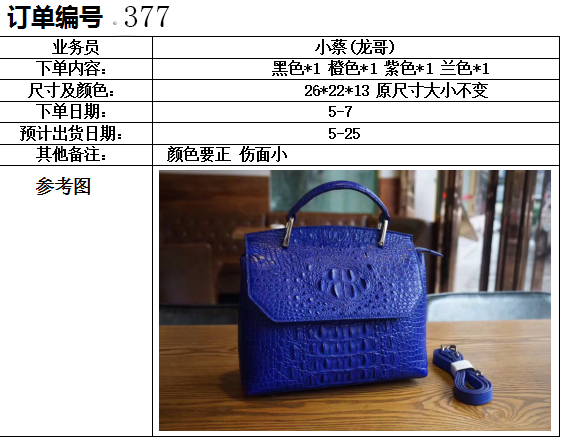 订单编号。377
业务员 小蔡(龙哥)
下单内容： 黑色*1 橙色*1 紫色*1 兰色*1
尺寸及颜色： 26*22*13 原尺寸大小不变
下单日期： 5-7
预计出货日期： 5-25
其他备注： 颜色要正 伤面小
参考图